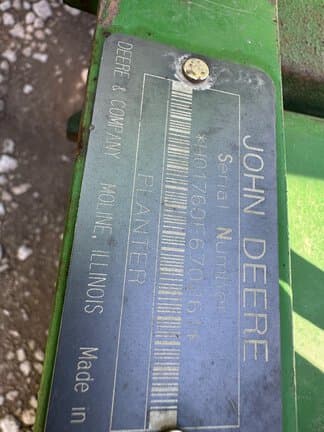 JOHN DEERE
Serial Number
PLANTER
DEERE & COMPANY MOLINE, ILLINOIS Made in